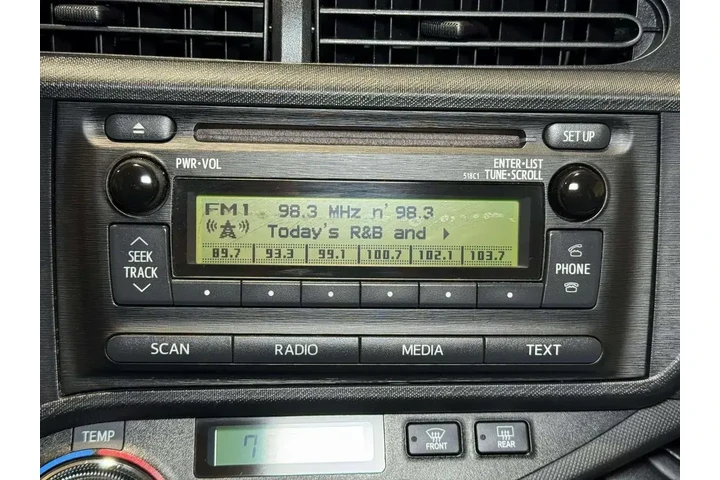 SET UP
PWR•VOL
ENTER•LIST
518C1 TUNE•SCROLL
FM1 98.3 MHz n'98.3
Today's R&B and
89.7 93.3 99.1 100.7 102.1 103.7
SEEK
TRACK
PHONE
SCAN
RADIO
MEDIA
TEXT
TEMP
FRONT
REAR